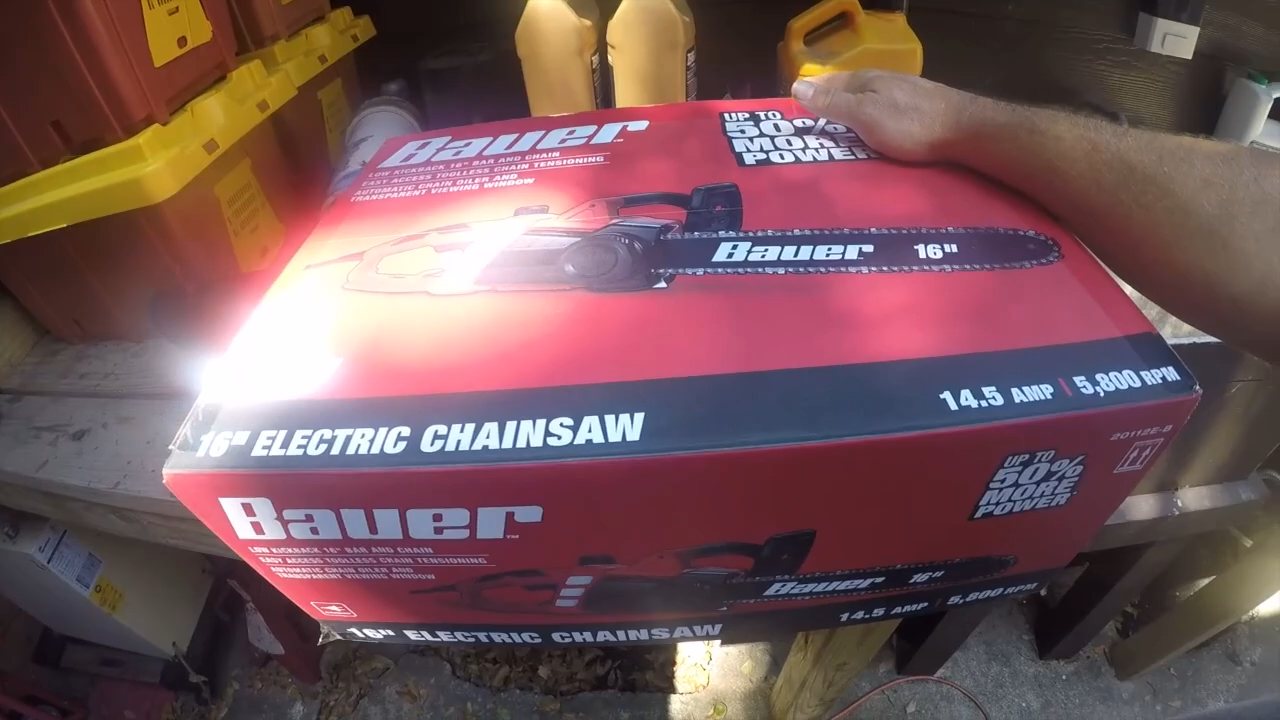 Bauer™
LOW KICKBACK 16" BAR AND CHAIN
EASY ACCESS TOOLLESS CHAIN TENSIONING
AUTOMATIC CHAIN OILER AND
TRANSPARENT VIEWING WINDOW
UP TO
50%
MORE
POWER
Bauer 16"
16" ELECTRIC CHAINSAW
14.5 AMP | 5,800 RPM
20112E-B
Bauer™
LOW KICKBACK 16" BAR AND CHAIN
EASY ACCESS TOOLLESS CHAIN TENSIONING
AUTOMATIC CHAIN OILER AND
TRANSPARENT VIEWING WINDOW
UP TO
50%
MORE
POWER
Bauer 16"
16" ELECTRIC CHAINSAW
14.5 AMP | 5,800 RPM